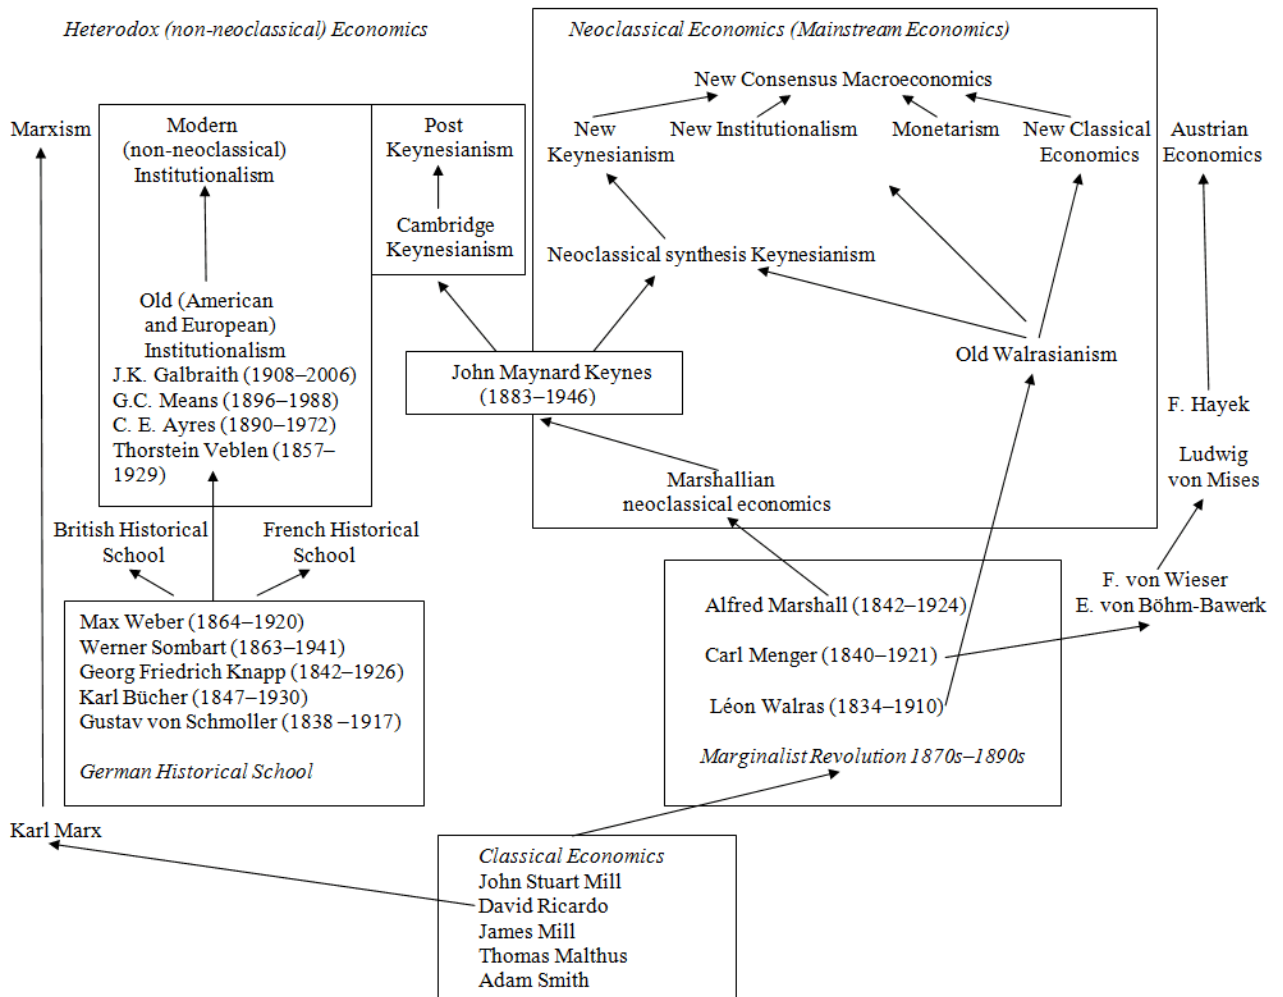 Heterodox (non-neoclassical) Economics
Neoclassical Economics (Mainstream Economics)
New Consensus Macroeconomics
Marxism
Modern
(non-neoclassical)
Institutionalism
Post
Keynesianism
New
Keynesianism
New Institutionalism
Monetarism
New Classical
Economics
Austrian
Economics
Cambridge
Keynesianism
Neoclassical synthesis Keynesianism
Old (American
and European)
Institutionalism
J.K. Galbraith (1908–2006)
G.C. Means (1896–1988)
C. E. Ayres (1890–1972)
Thorstein Veblen (1857–
1929)
John Maynard Keynes
(1883–1946)
Old Walrasianism
F. Hayek
Ludwig
von Mises
Marshallian
neoclassical economics
British Historical
School
French Historical
School
F. von Wieser
E. von Böhm-Bawerk
Max Weber (1864–1920)
Werner Sombart (1863–1941)
Georg Friedrich Knapp (1842–1926)
Karl Bücher (1847–1930)
Gustav von Schmoller (1838–1917)
German Historical School
Alfred Marshall (1842–1924)
Carl Menger (1840–1921)
Léon Walras (1834–1910)
Marginalist Revolution 1870s–1890s
Karl Marx
Classical Economics
John Stuart Mill
David Ricardo
James Mill
Thomas Malthus
Adam Smith